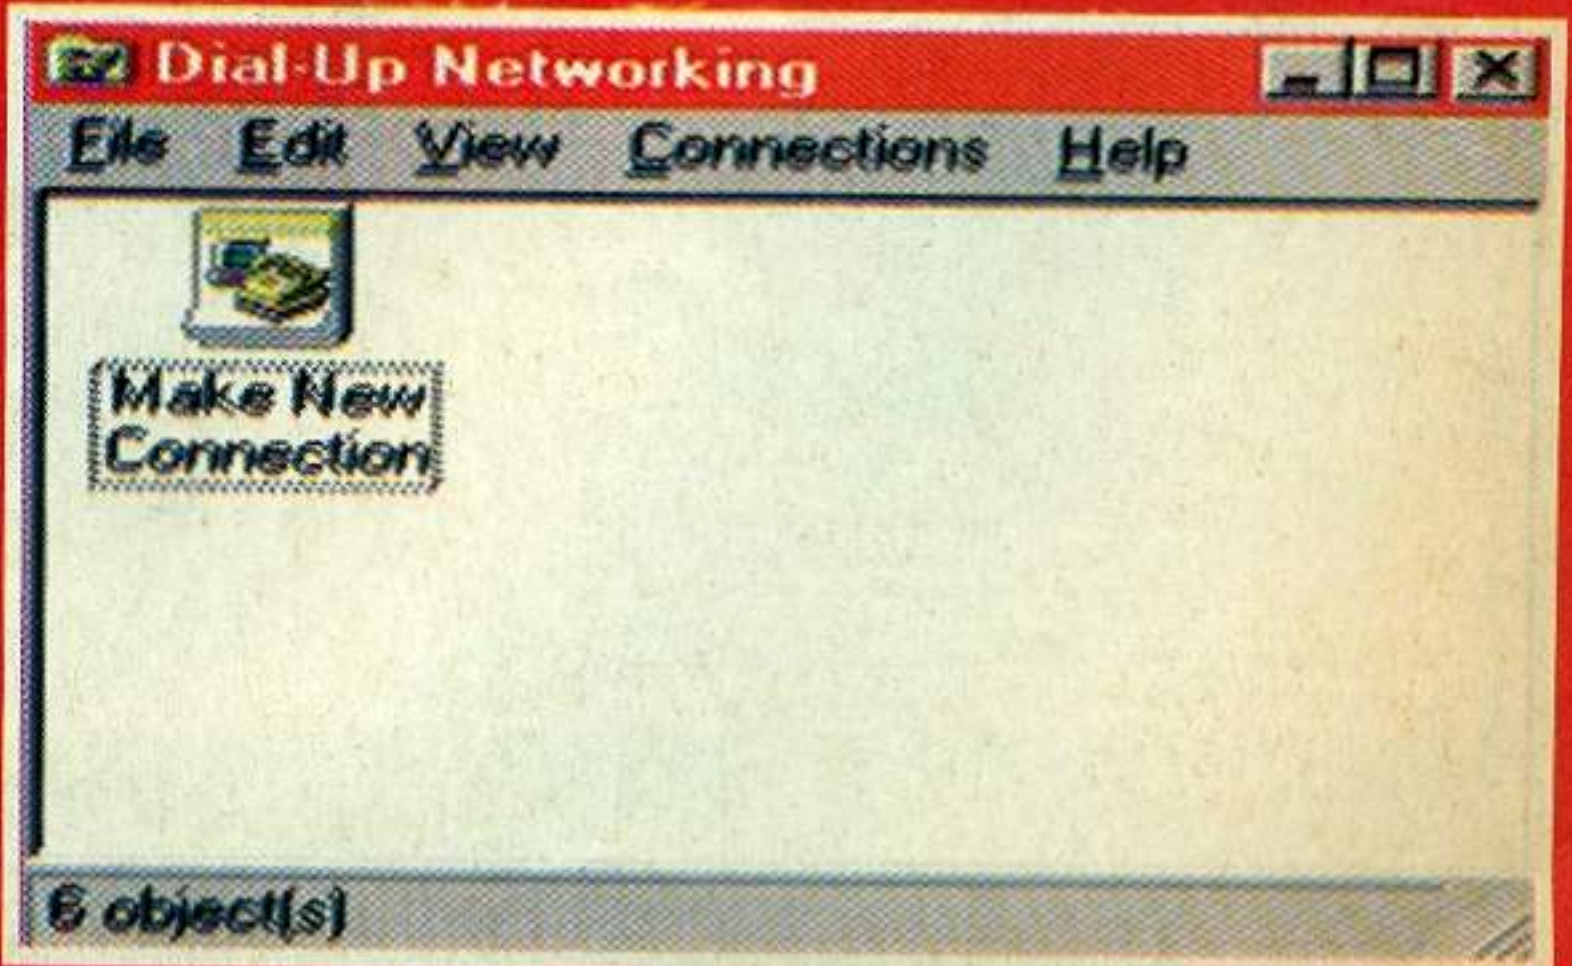 Dial-Up Networking
File Edit View Connections Help
Make New
Connection
6 object(s)